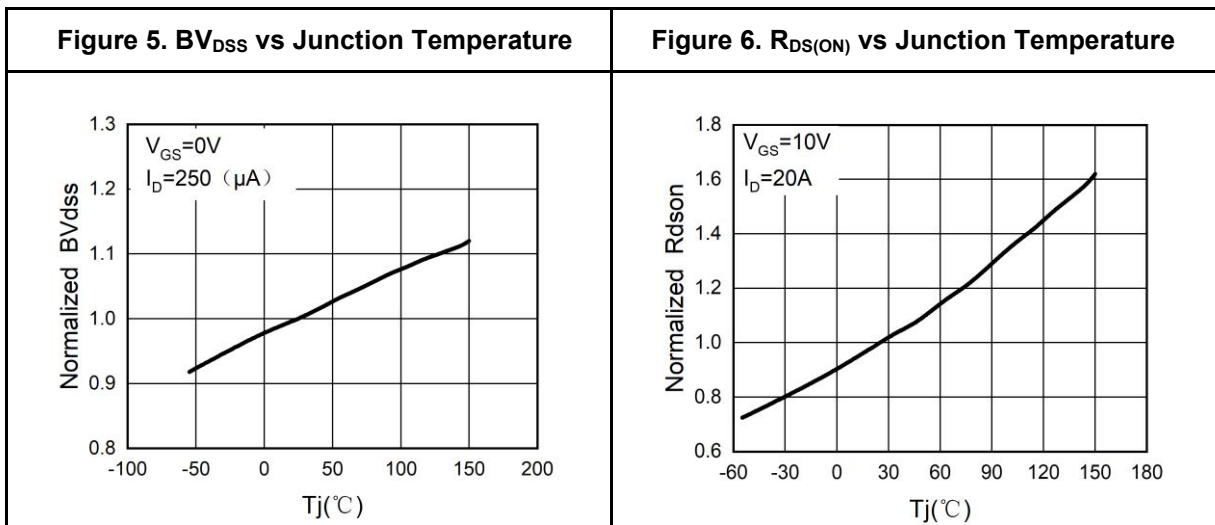 Figure 5. BVDSS vs Junction Temperature
Figure 6. RDS(ON) vs Junction Temperature
1.3
1.2
1.1
1.0
0.9
0.8
Normalized BVdss
VGS=0V
ID=250（μA）
-100 -50 0 50 100 150 200
Tj(℃)
1.8
1.6
1.4
1.2
1.0
0.8
0.6
Normalized Rdson
VGS=10V
ID=20A
-60 -30 0 30 60 90 120 150 180
Tj(℃)